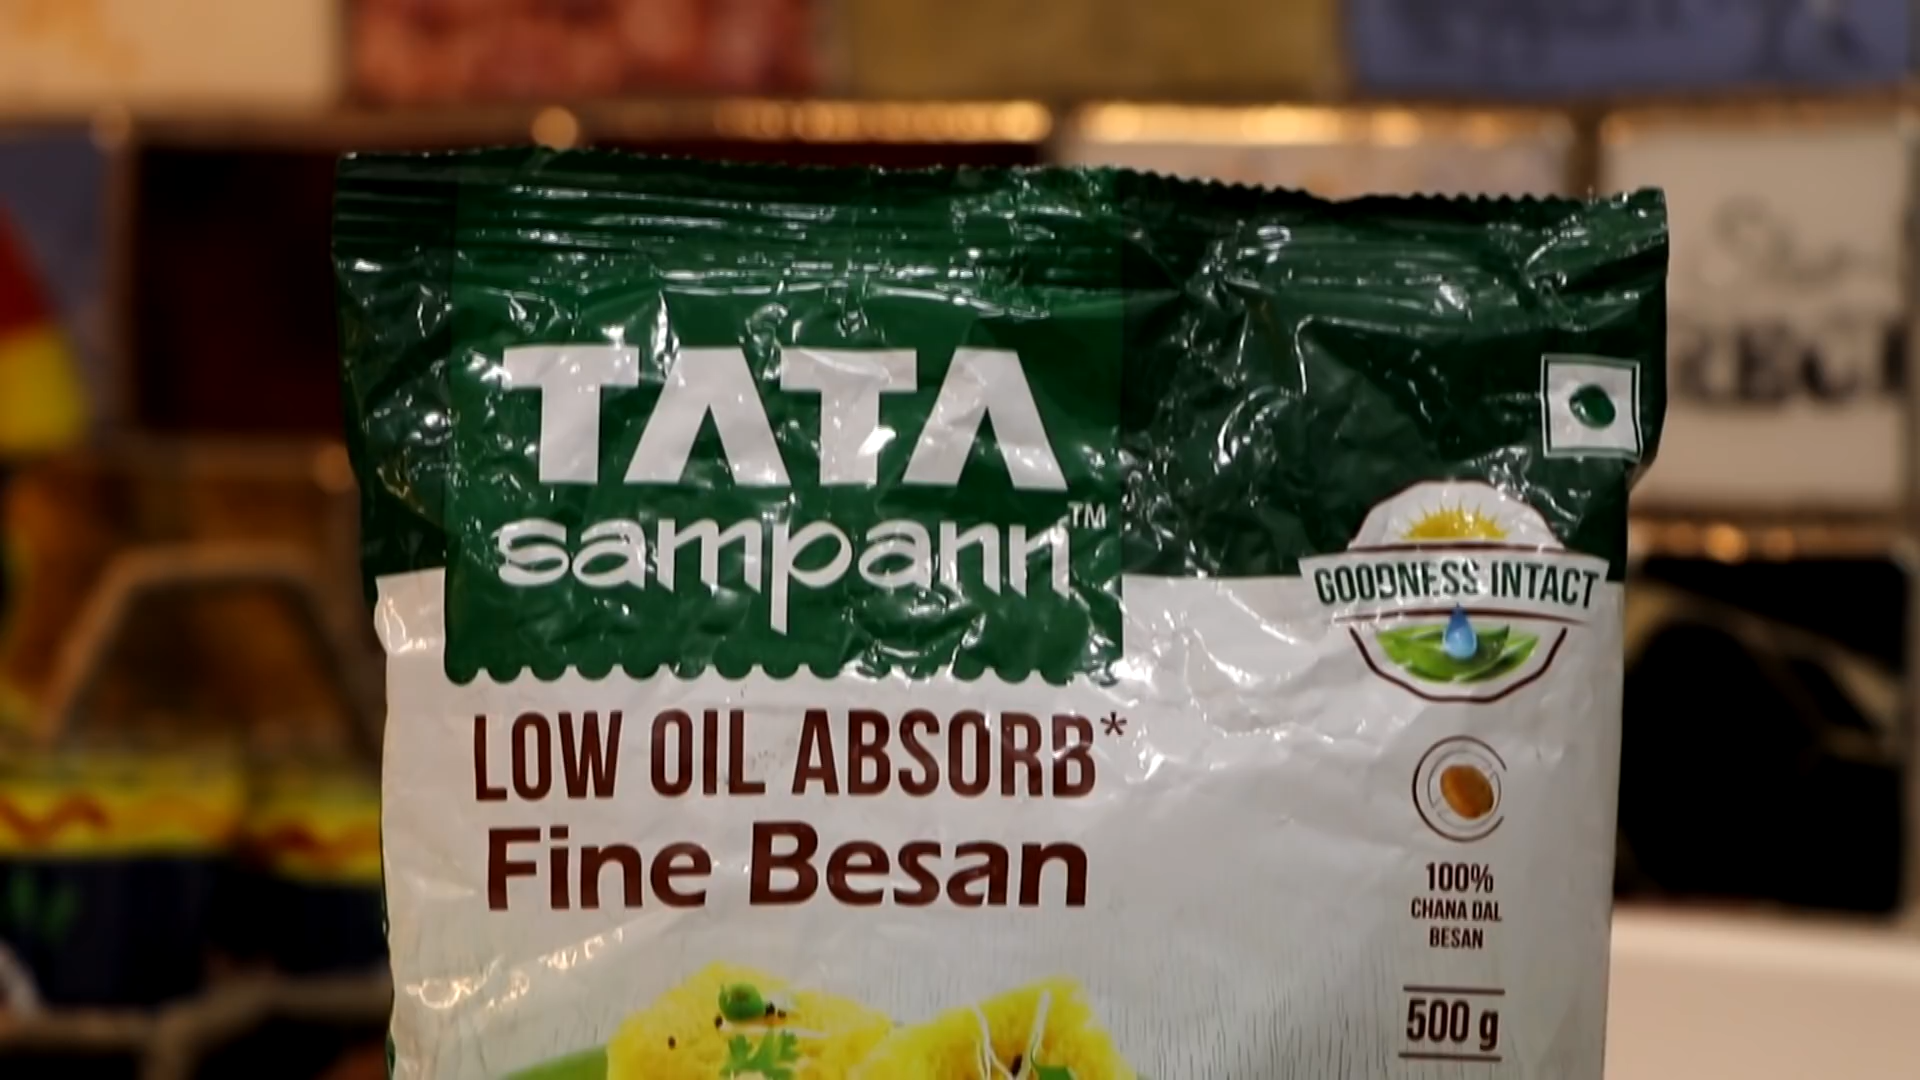 TATA
sampann™
GOODNESS INTACT
LOW OIL ABSORB*
Fine Besan
100%
CHANA DAL
BESAN
500 g